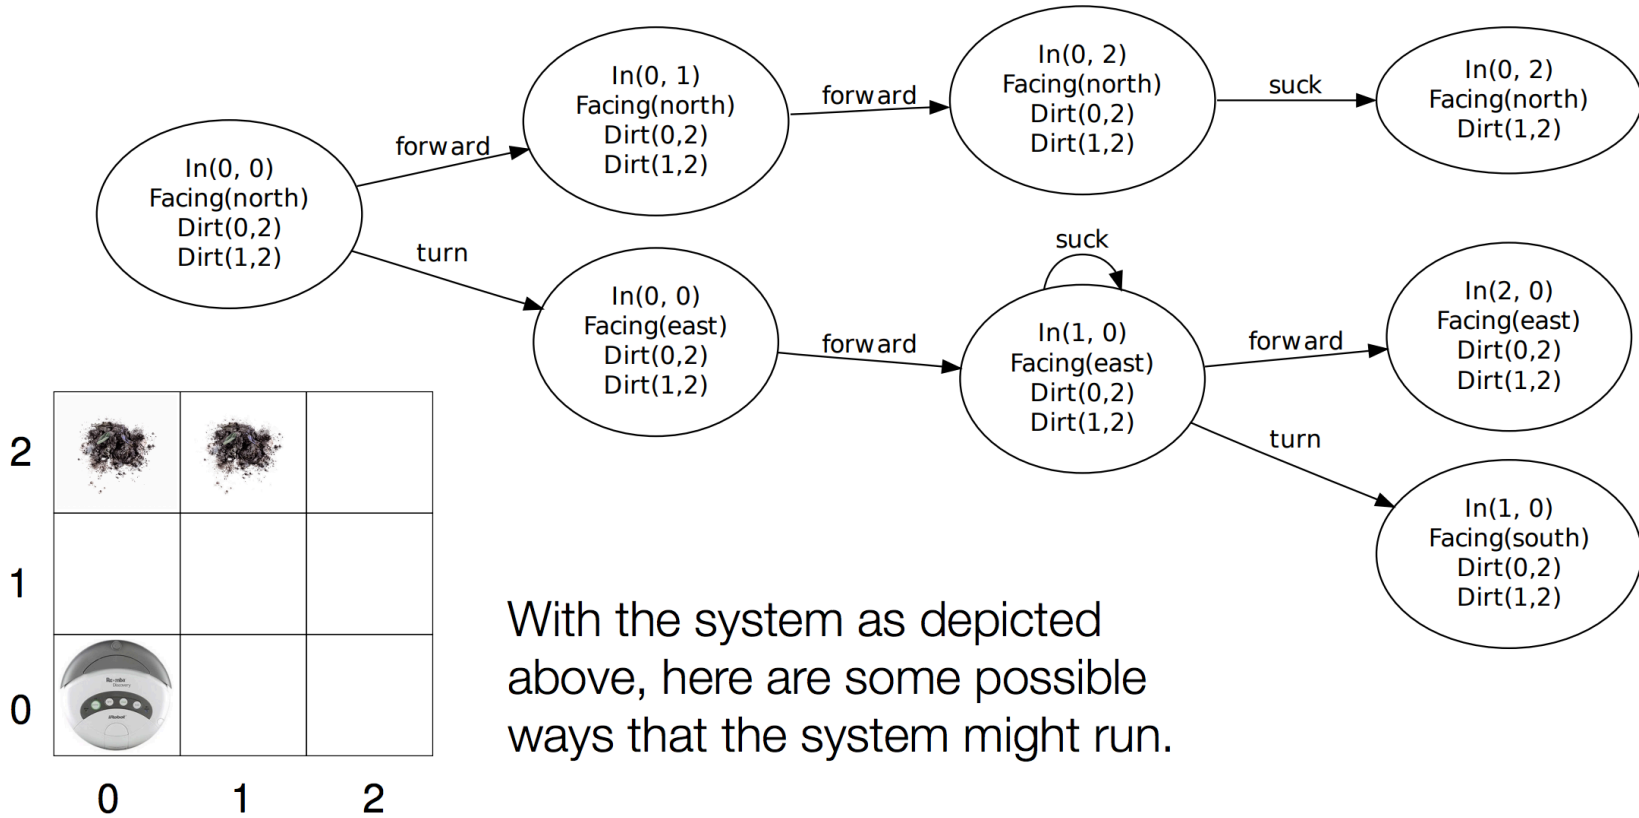 In(0, 0)
Facing(north)
Dirt(0,2)
Dirt(1,2)
forward
In(0, 1)
Facing(north)
Dirt(0,2)
Dirt(1,2)
forward
In(0, 2)
Facing(north)
Dirt(0,2)
Dirt(1,2)
suck
In(0, 2)
Facing(north)
Dirt(1,2)
turn
In(0, 0)
Facing(east)
Dirt(0,2)
Dirt(1,2)
forward
suck
In(1, 0)
Facing(east)
Dirt(0,2)
Dirt(1,2)
forward
In(2, 0)
Facing(east)
Dirt(0,2)
Dirt(1,2)
turn
In(1, 0)
Facing(south)
Dirt(0,2)
Dirt(1,2)
2
1
0
0 1 2
With the system as depicted
above, here are some possible
ways that the system might run.